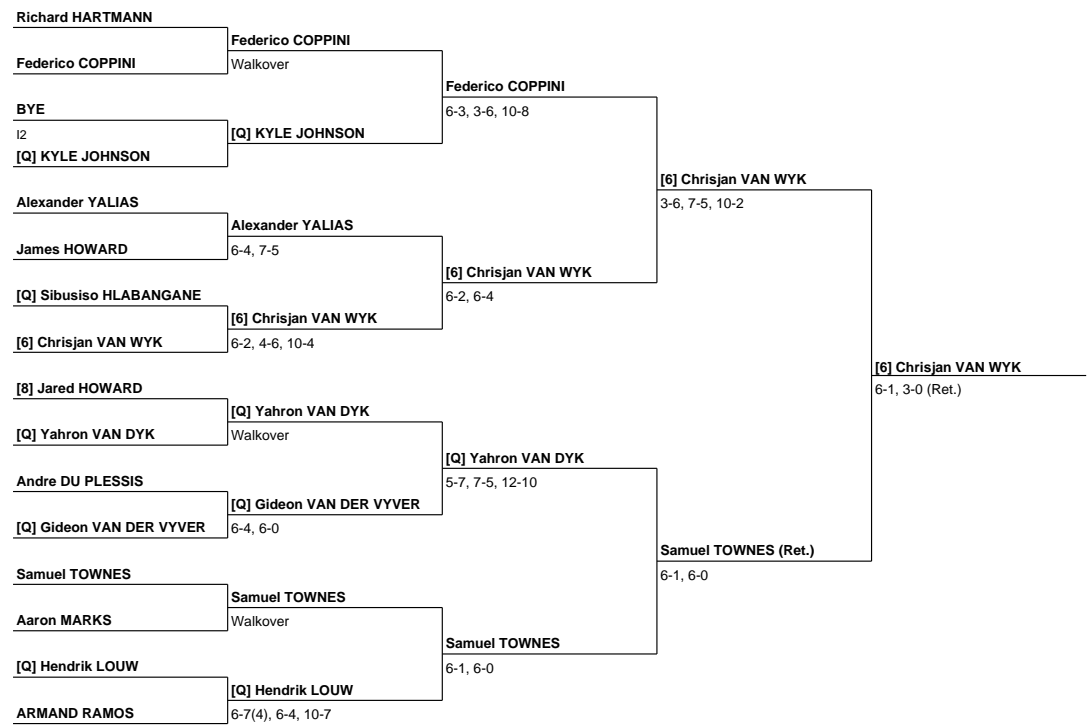 Richard HARTMANN
Federico COPPINI
Federico COPPINI
Walkover
Federico COPPINI
BYE
6-3, 3-6, 10-8
I2
[Q] KYLE JOHNSON
[Q] KYLE JOHNSON
[6] Chrisjan VAN WYK
Alexander YALIAS
3-6, 7-5, 10-2
Alexander YALIAS
James HOWARD
6-4, 7-5
[6] Chrisjan VAN WYK
[Q] Sibusiso HLABANGANE
6-2, 6-4
[6] Chrisjan VAN WYK
[6] Chrisjan VAN WYK
6-2, 4-6, 10-4
[6] Chrisjan VAN WYK
[8] Jared HOWARD
6-1, 3-0 (Ret.)
[Q] Yahron VAN DYK
[Q] Yahron VAN DYK
Walkover
[Q] Yahron VAN DYK
Andre DU PLESSIS
5-7, 7-5, 12-10
[Q] Gideon VAN DER VYVER
[Q] Gideon VAN DER VYVER
6-4, 6-0
Samuel TOWNES (Ret.)
Samuel TOWNES
6-1, 6-0
Samuel TOWNES
Aaron MARKS
Walkover
Samuel TOWNES
[Q] Hendrik LOUW
6-1, 6-0
[Q] Hendrik LOUW
ARMAND RAMOS
6-7(4), 6-4, 10-7